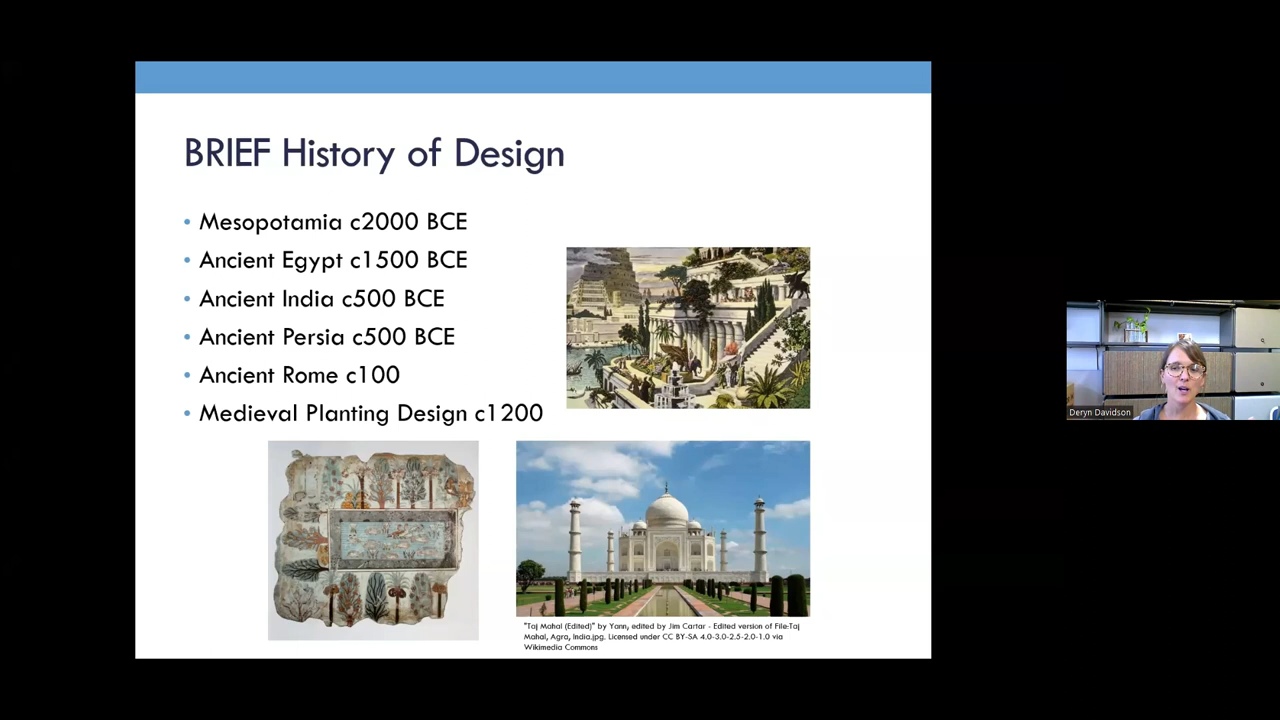 BRIEF History of Design
• Mesopotamia c2000 BCE
• Ancient Egypt c1500 BCE
• Ancient India c500 BCE
• Ancient Persia c500 BCE
• Ancient Rome c100
• Medieval Planting Design c1200
"Taj Mahal (Edited)" by Yann, edited by Jim Cartar - Edited version of File:Taj
Mahal, Agra, India.jpg. Licensed under CC BY-SA 4.0-3.0-2.5-2.0-1.0 via
Wikimedia Commons
Deryn Davidson